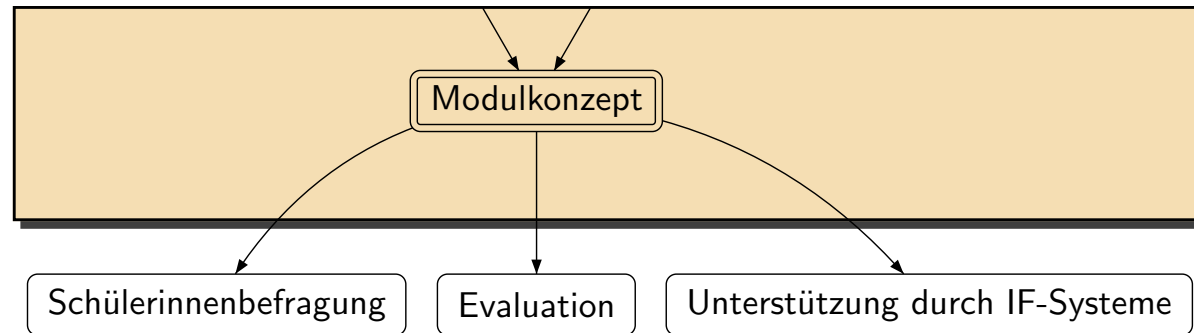 Modulkonzept
Schülerinnenbefragung
Evaluation
Unterstützung durch IF-Systeme